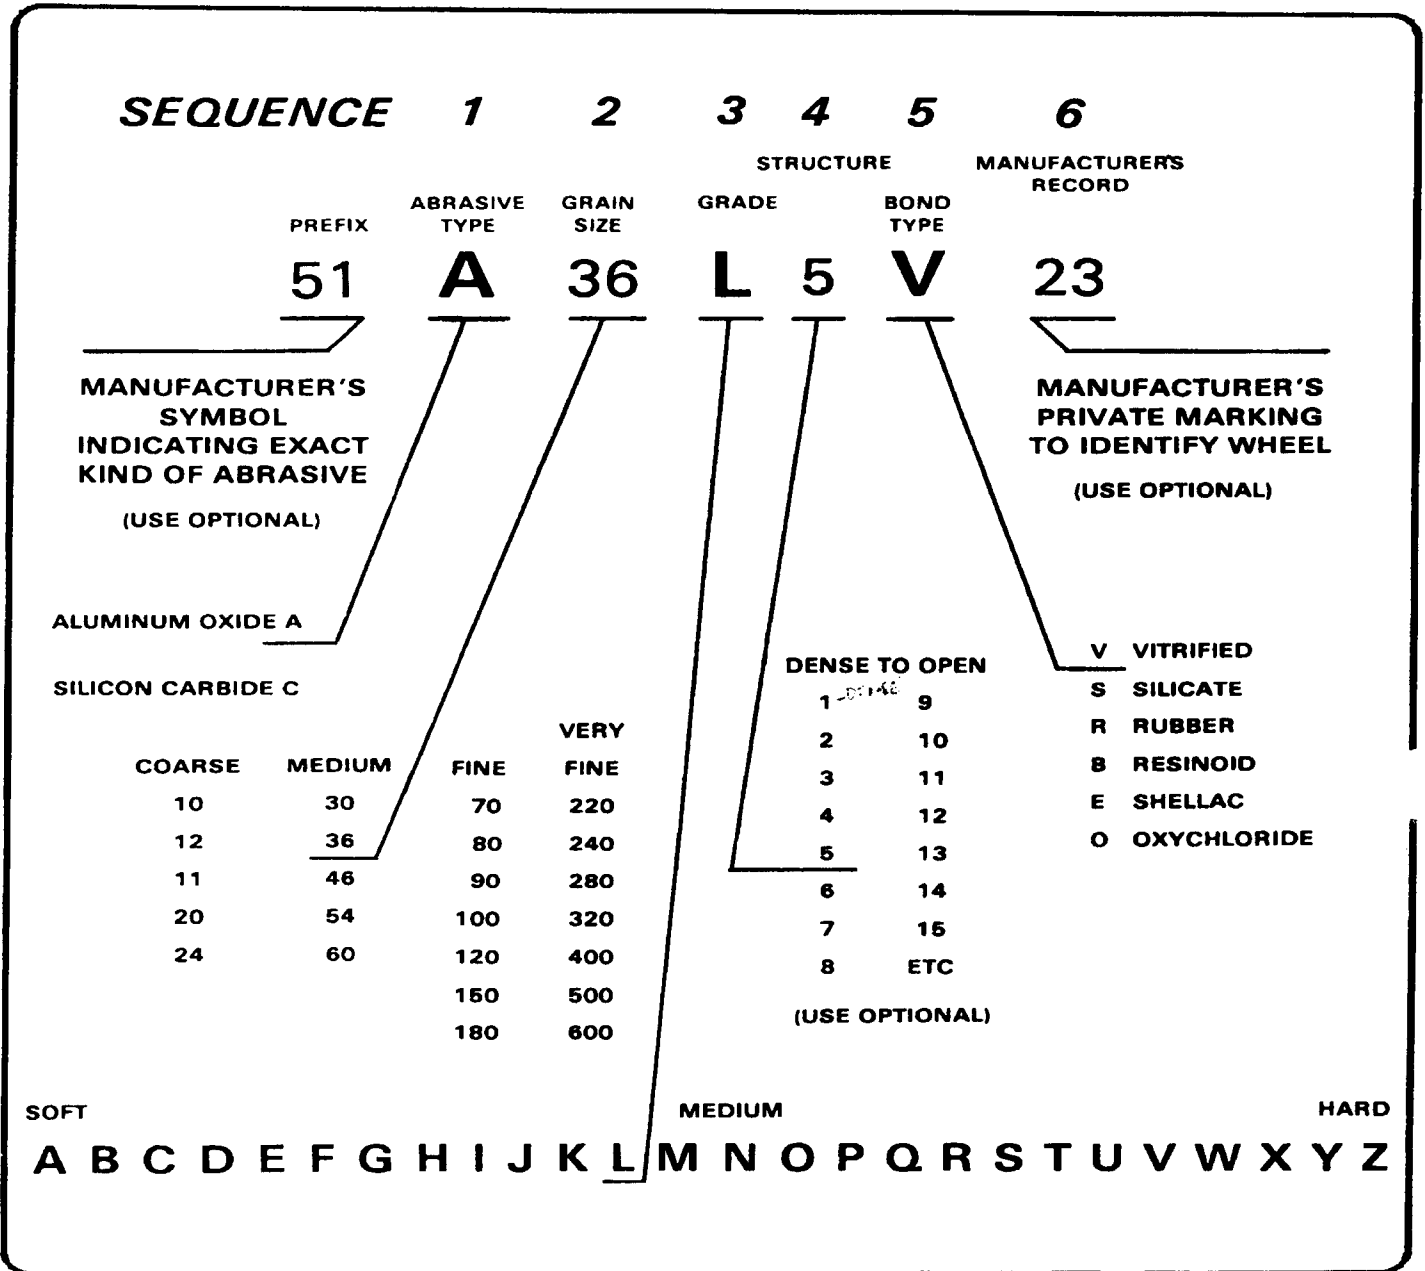 SEQUENCE 1 2 3 4 5 6
STRUCTURE MANUFACTURER'S
RECORD
ABRASIVE GRAIN GRADE BOND
PREFIX TYPE SIZE TYPE
51 A 36 L 5 V 23
MANUFACTURER'S
SYMBOL
INDICATING EXACT
KIND OF ABRASIVE
(USE OPTIONAL)
MANUFACTURER'S
PRIVATE MARKING
TO IDENTIFY WHEEL
(USE OPTIONAL)
ALUMINUM OXIDE A
SILICON CARBIDE C
VERY
COARSE MEDIUM FINE FINE
10 30 70 220
12 36 80 240
11 46 90 280
20 54 100 320
24 60 120 400
150 500
180 600
DENSE TO OPEN
1 9
2 10
3 11
4 12
5 13
6 14
7 15
8 ETC
(USE OPTIONAL)
V VITRIFIED
S SILICATE
R RUBBER
B RESINOID
E SHELLAC
O OXYCHLORIDE
SOFT MEDIUM HARD
A B C D E F G H I J K L M N O P Q R S T U V W X Y Z